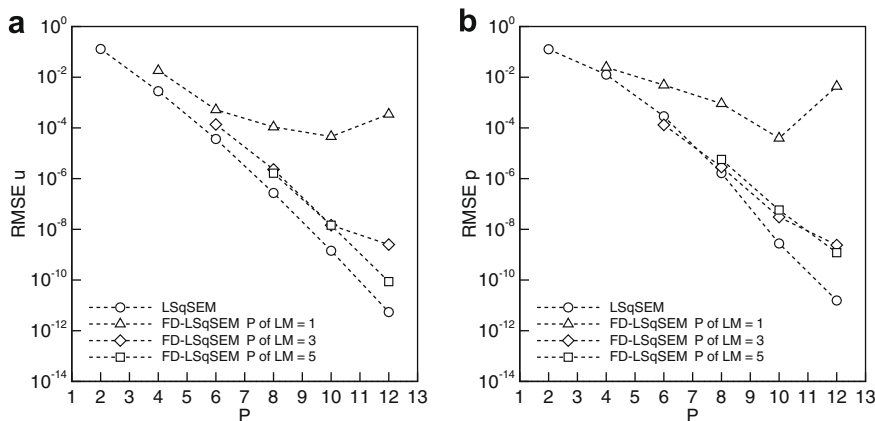 a
RMSE u
10^0
10^-2
10^-4
10^-6
10^-8
10^-10
10^-12
10^-14
LSqSEM
FD-LSqSEM P of LM = 1
FD-LSqSEM P of LM = 3
FD-LSqSEM P of LM = 5
1 2 3 4 5 6 7 8 9 10 11 12 13
P
b
RMSE p
10^0
10^-2
10^-4
10^-6
10^-8
10^-10
10^-12
10^-14
LSqSEM
FD-LSqSEM P of LM = 1
FD-LSqSEM P of LM = 3
FD-LSqSEM P of LM = 5
1 2 3 4 5 6 7 8 9 10 11 12 13
P